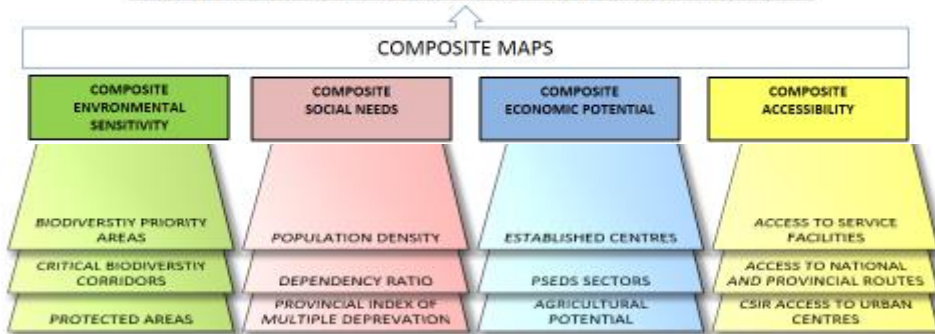 COMPOSITE MAPS
COMPOSITE
ENVIRONMENTAL
SENSITIVITY
COMPOSITE
SOCIAL NEEDS
COMPOSITE
ECONOMIC POTENTIAL
COMPOSITE
ACCESSIBILITY
BIODIVERSTIY PRIORITY
AREAS
POPULATION DENSITY
ESTABLISHED CENTRES
ACCESS TO SERVICE
FACILITIES
CRITICAL BIODIVERSTIY
CORRIDORS
DEPENDENCY RATIO
PSEDS SECTORS
ACCESS TO NATIONAL
AND PROVINCIAL ROUTES
PROTECTED AREAS
PROVINCIAL INDEX OF
MULTIPLE DEPREVATION
AGRICULTURAL
POTENTIAL
CSIR ACCESS TO URBAN
CENTRES